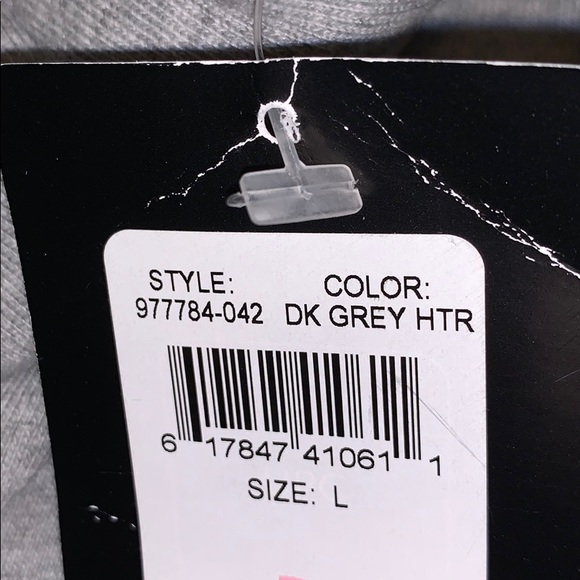 STYLE: COLOR:
977784-042 DK GREY HTR
6 17847 41061 1
SIZE: L